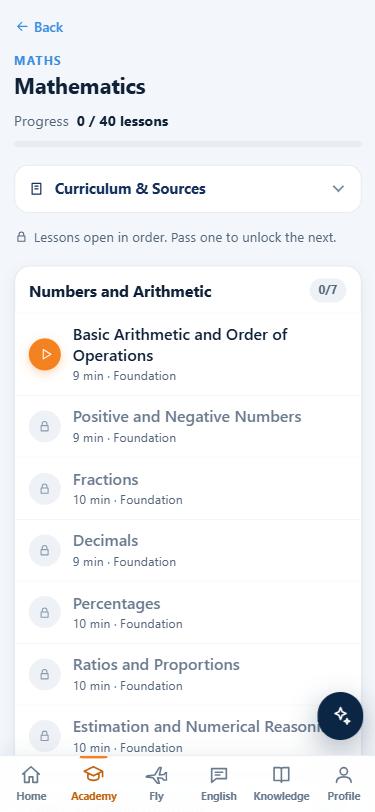 Back
MATHS
Mathematics
Progress 0 / 40 lessons
Curriculum & Sources
Lessons open in order. Pass one to unlock the next.
Numbers and Arithmetic 0/7
Basic Arithmetic and Order of
Operations
9 min · Foundation
Positive and Negative Numbers
9 min · Foundation
Fractions
10 min · Foundation
Decimals
9 min · Foundation
Percentages
10 min · Foundation
Ratios and Proportions
10 min · Foundation
Estimation and Numerical
10 min · Foundation
Home Academy Fly English Knowledge Profile